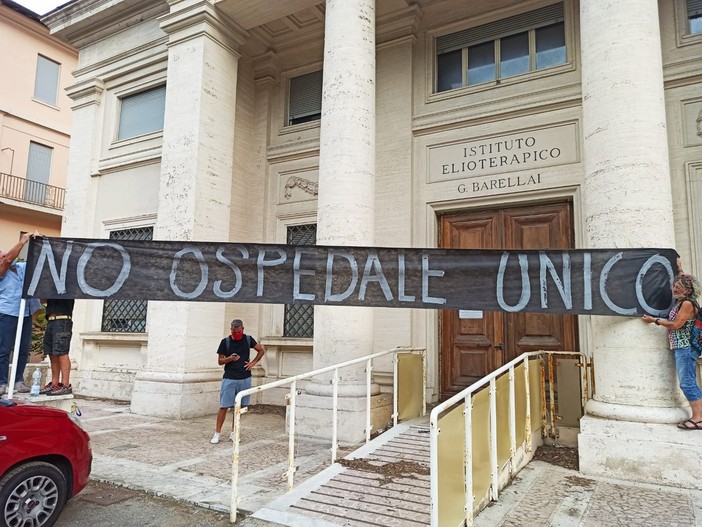 ISTITUTO
ELIOTERAPICO
G. BARELLAI
NO OSPEDALE UNICO